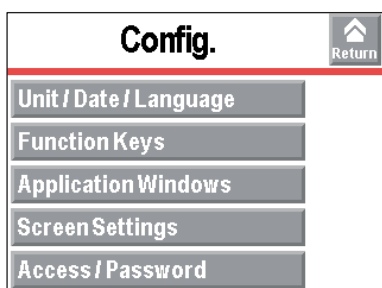 Config.
Return
Unit / Date / Language
Function Keys
Application Windows
Screen Settings
Access / Password